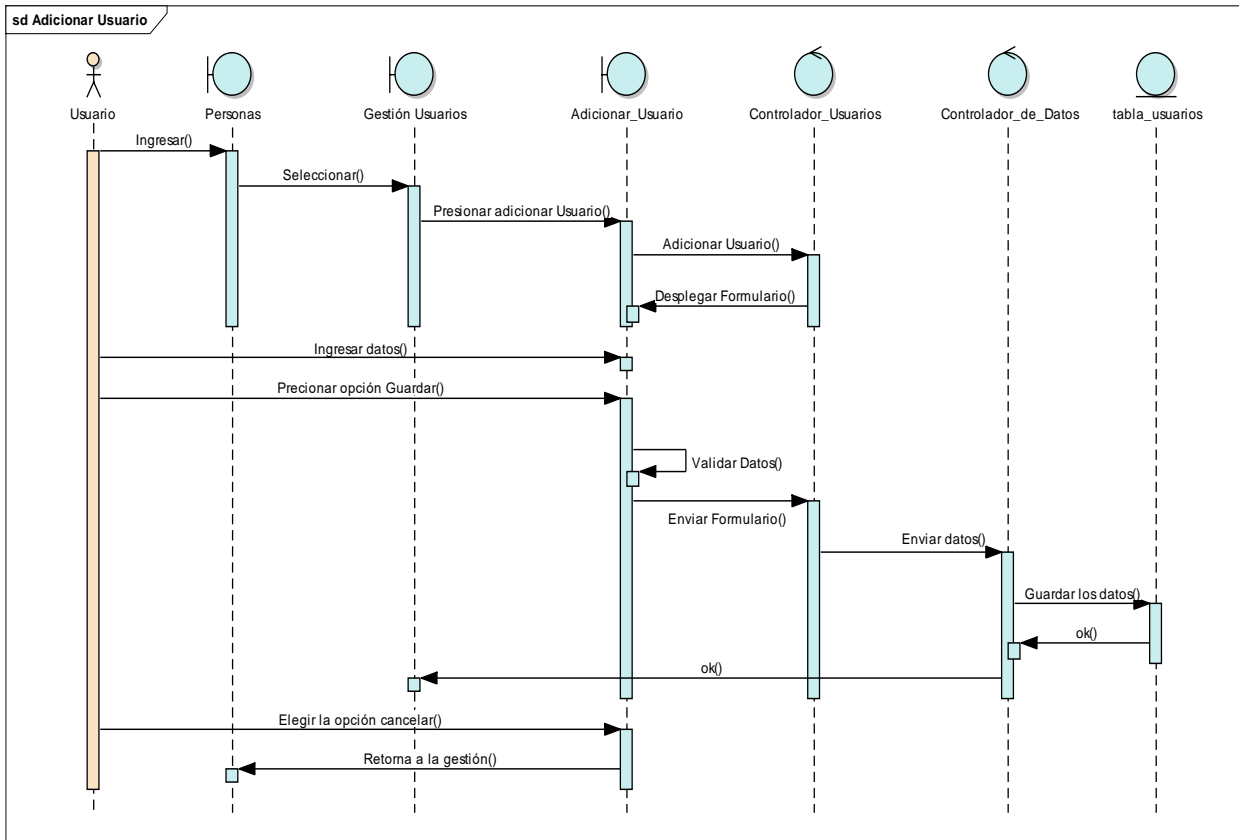 sd Adicionar Usuario
Usuario
Personas
Gestión Usuarios
Adicionar_Usuario
Controlador_Usuarios
Controlador_de_Datos
tabla_usuarios
Ingresar()
Seleccionar()
Presionar adicionar Usuario()
Adicionar Usuario()
Desplegar Formulario()
Ingresar datos()
Precionar opción Guardar()
Validar Datos()
Enviar Formulario()
Enviar datos()
Guardar los datos()
ok()
ok()
Elegir la opción cancelar()
Retorna a la gestión()